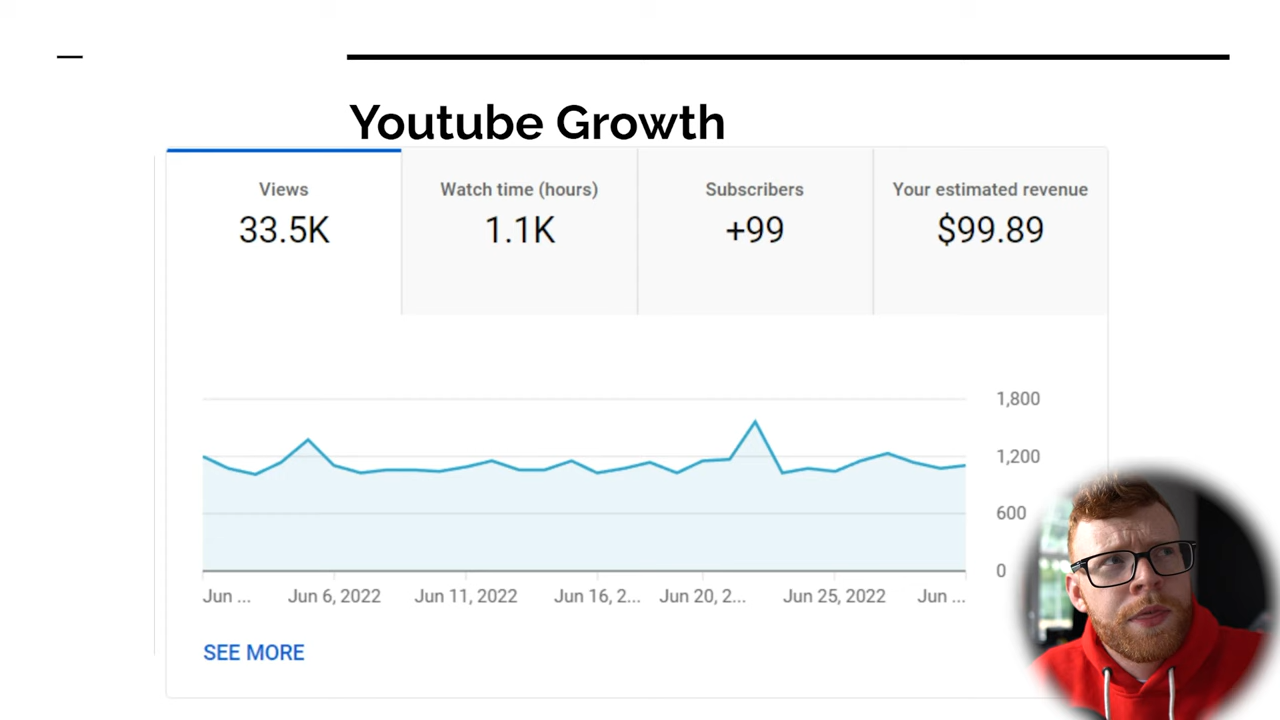 Youtube Growth
Views
33.5K
Watch time (hours)
1.1K
Subscribers
+99
Your estimated revenue
$99.89
1,800
1,200
600
0
Jun ... Jun 6, 2022 Jun 11, 2022 Jun 16, 2... Jun 20, 2... Jun 25, 2022 Jun ...
SEE MORE